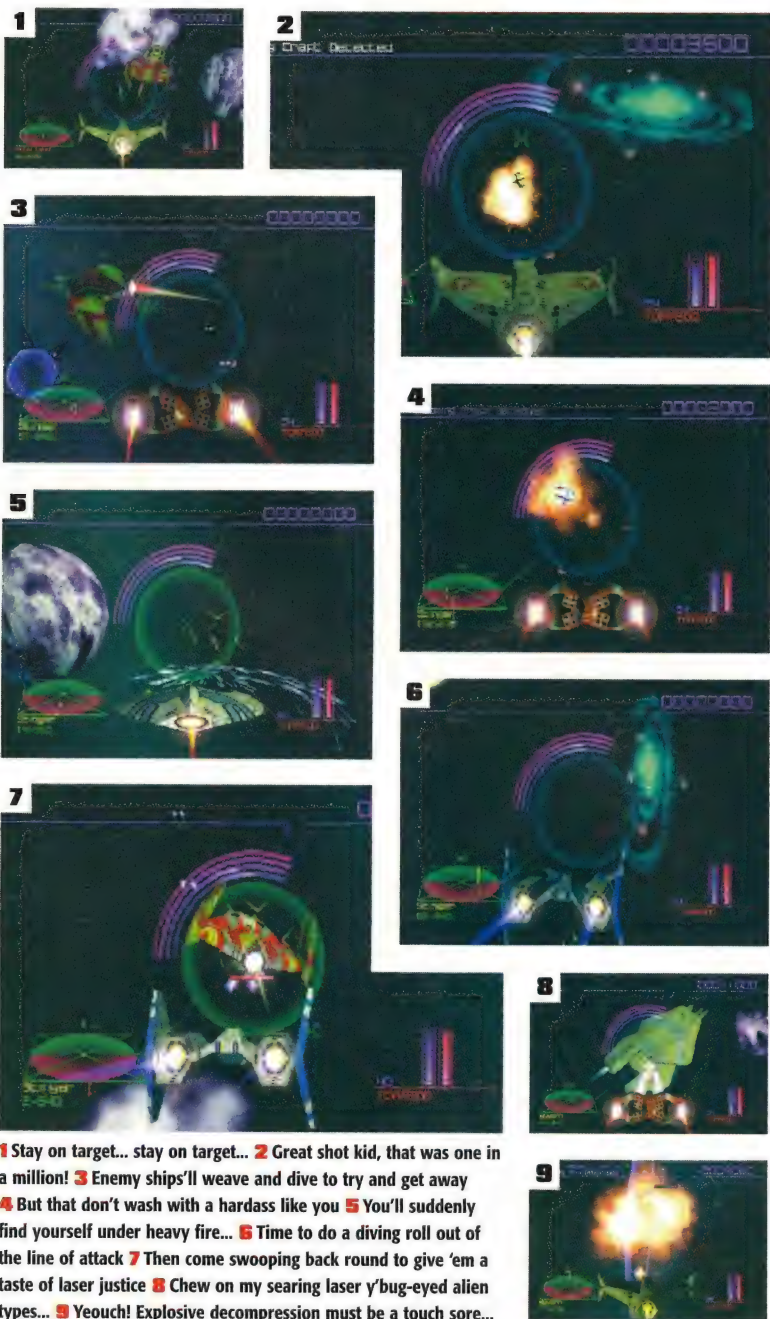 1
2
s Craft Detected
00003500
3
00000000
TORPEDO
4
TORPEDO
5
00000000
6
7
40
TORPEDO
8
9
1 Stay on target... stay on target... 2 Great shot kid, that was one in
a million! 3 Enemy ships'll weave and dive to try and get away
4 But that don't wash with a hardass like you 5 You'll suddenly
find yourself under heavy fire... 6 Time to do a diving roll out of
the line of attack 7 Then come swooping back round to give 'em a
taste of laser justice 8 Chew on my searing laser y'bug-eyed alien
types... 9 Yeouch! Explosive decompression must be a touch sore...